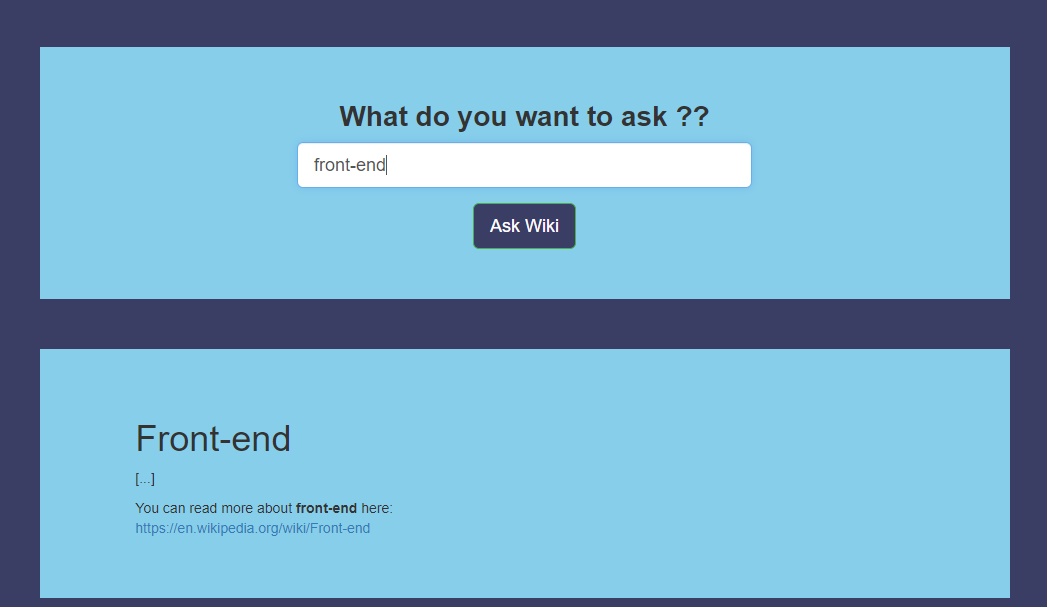 What do you want to ask ??
front-end
Ask Wiki
Front-end
[...]
You can read more about front-end here:
https://en.wikipedia.org/wiki/Front-end